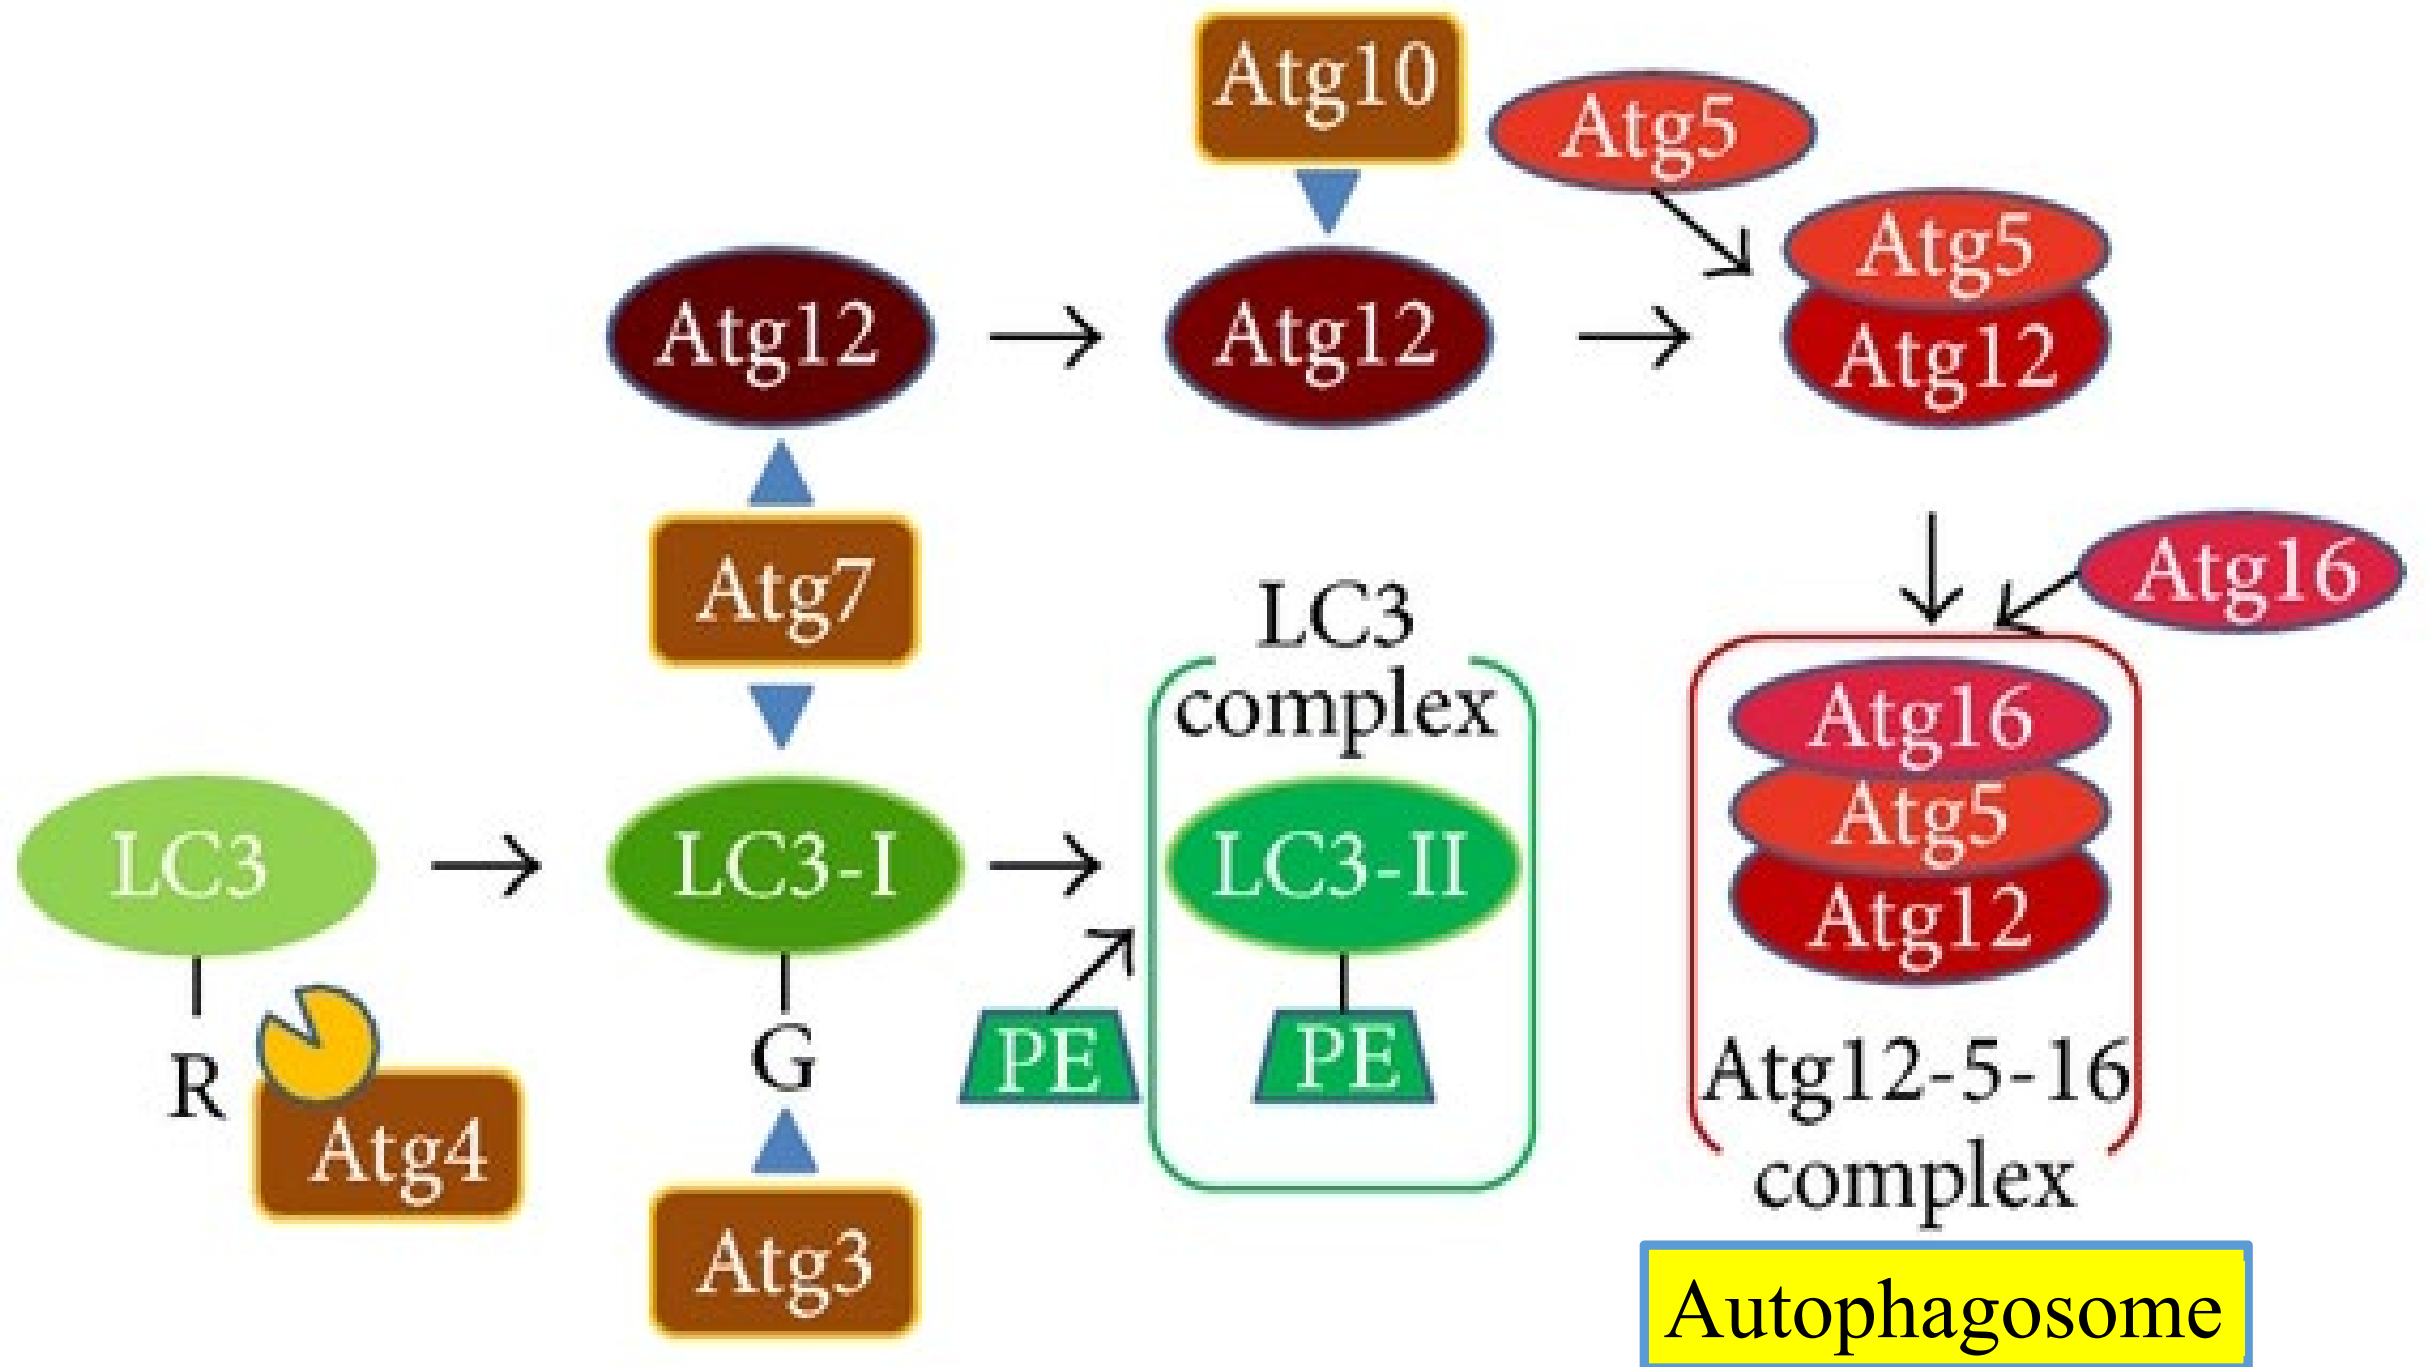 Atg10
Atg5
Atg5
Atg12
Atg12
Atg12
Atg7
Atg16
LC3
complex
Atg16
Atg5
Atg12
LC3
LC3-I
LC3-II
R
G
PE
PE
Atg4
Atg3
Atg12-5-16
complex
Autophagosome